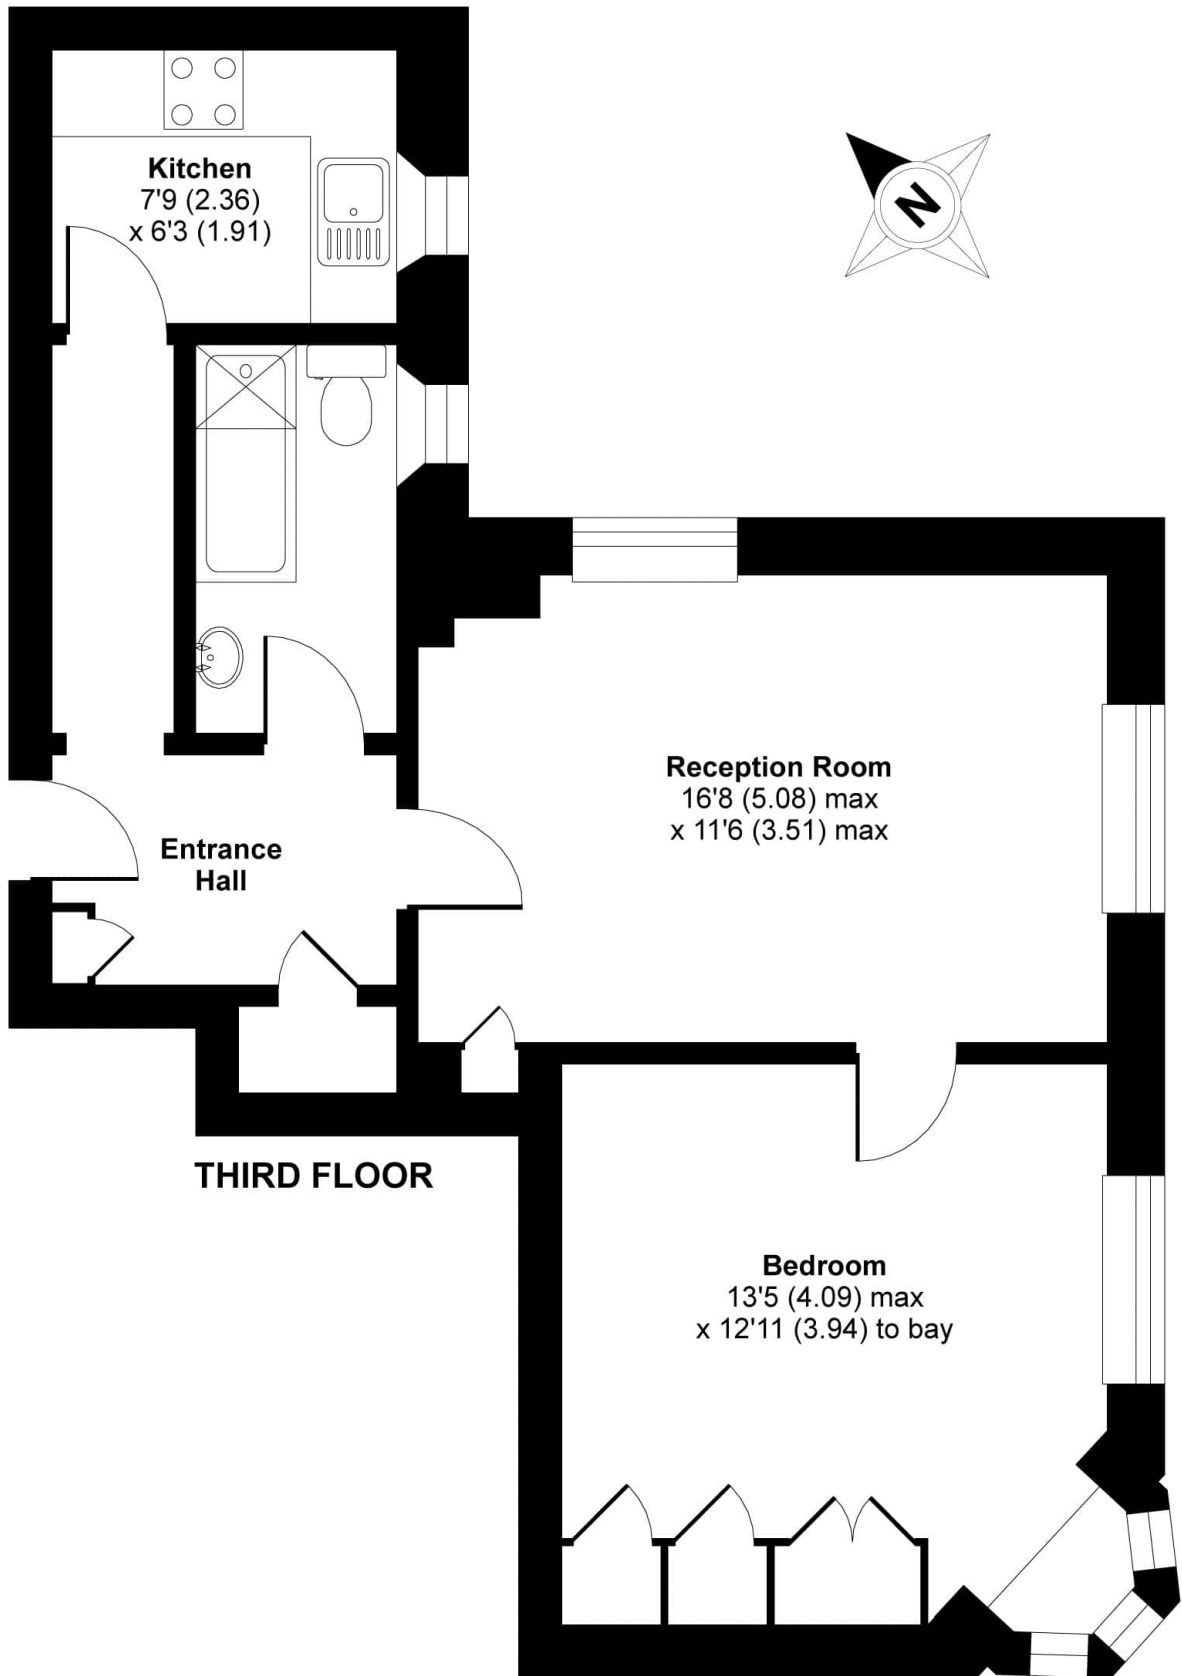 Kitchen
7'9 (2.36)
x 6'3 (1.91)
N
Reception Room
16'8 (5.08) max
x 11'6 (3.51) max
Entrance
Hall
THIRD FLOOR
Bedroom
13'5 (4.09) max
x 12'11 (3.94) to bay